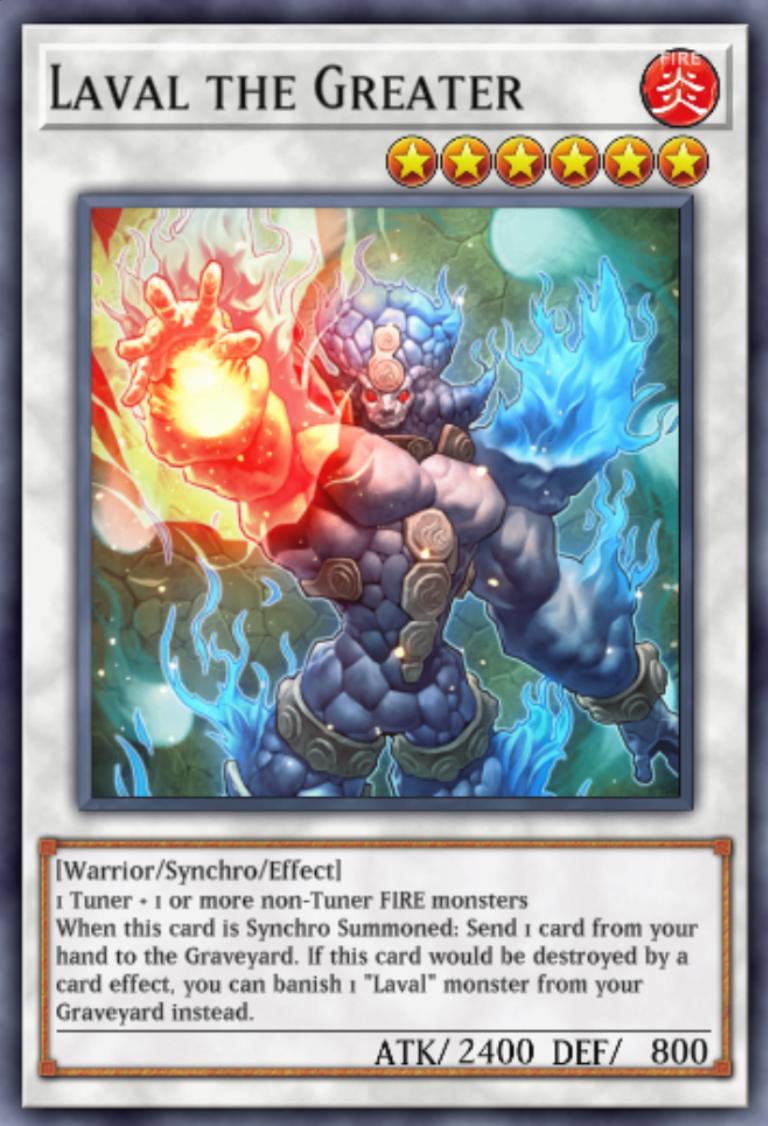 LAVAL THE GREATER
FIRE
炎
[Warrior/Synchro/Effect]
1 Tuner + 1 or more non-Tuner FIRE monsters
When this card is Synchro Summoned: Send 1 card from your
hand to the Graveyard. If this card would be destroyed by a
card effect, you can banish 1 "Laval" monster from your
Graveyard instead.
ATK/ 2400 DEF/ 800